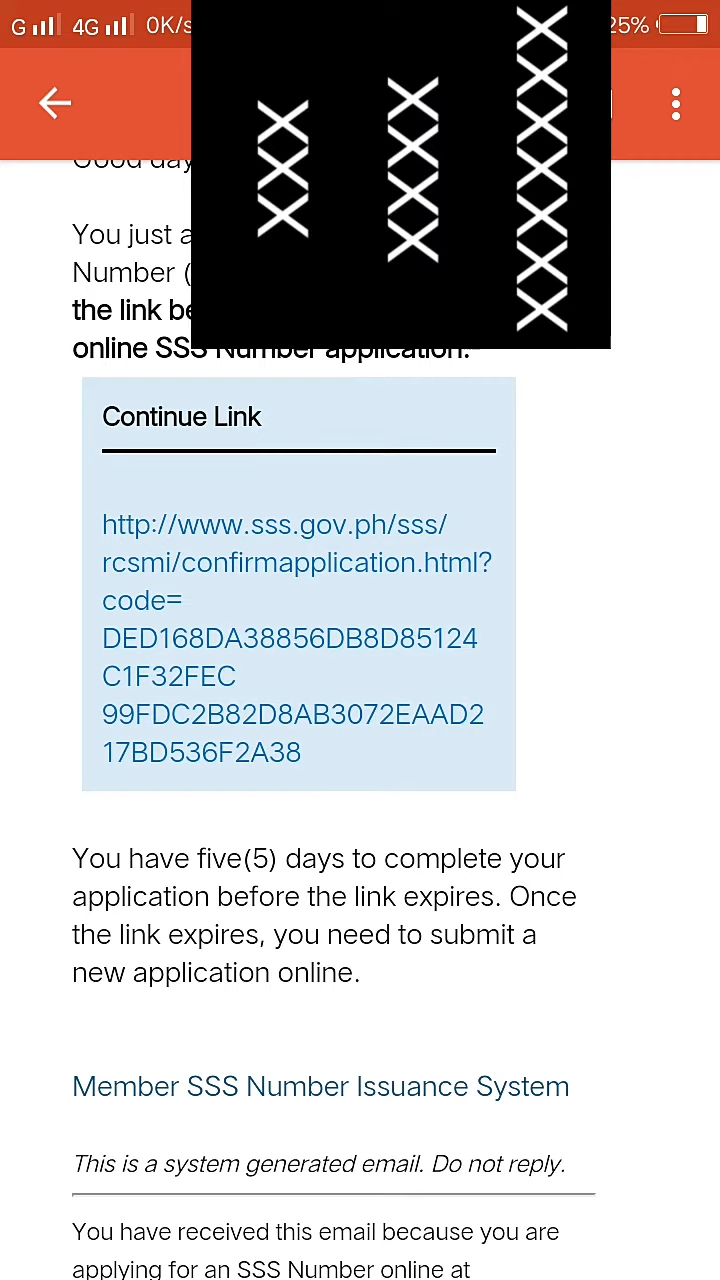 G 4G 0K/s 25%
You just a
Number (
the link be
online SSS Number application.
Continue Link
http://www.sss.gov.ph/sss/
rcsmi/confirmapplication.html?
code=
DED168DA38856DB8D85124
C1F32FEC
99FDC2B82D8AB3072EAAD2
17BD536F2A38
You have five(5) days to complete your
application before the link expires. Once
the link expires, you need to submit a
new application online.
Member SSS Number Issuance System
This is a system generated email. Do not reply.
You have received this email because you are
applying for an SSS Number online at